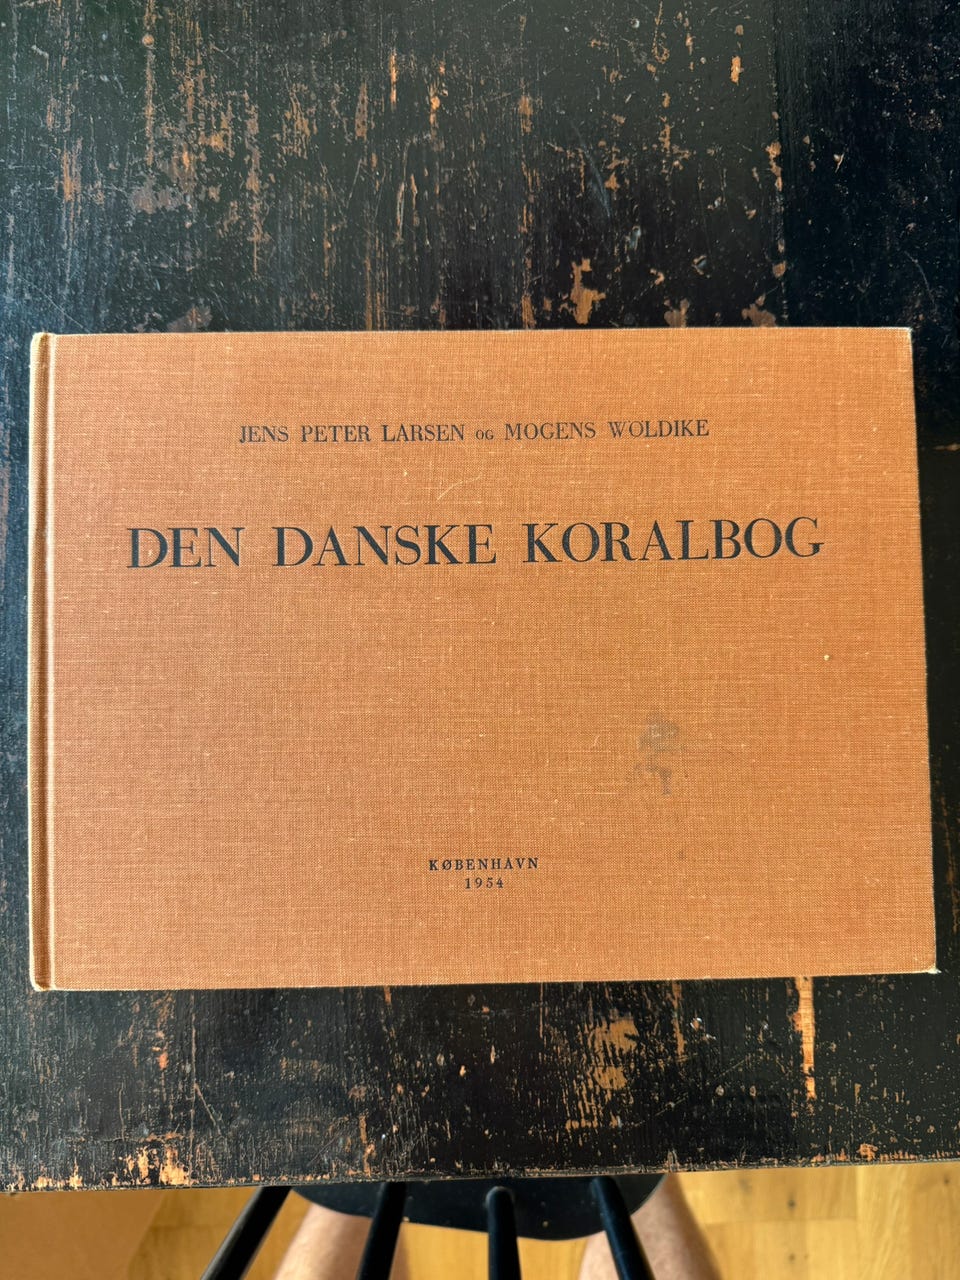 JENS PETER LARSEN OG MOGENS WÖLDIKE
DEN DANSKE KORALBOG
KØBENHAVN
1954